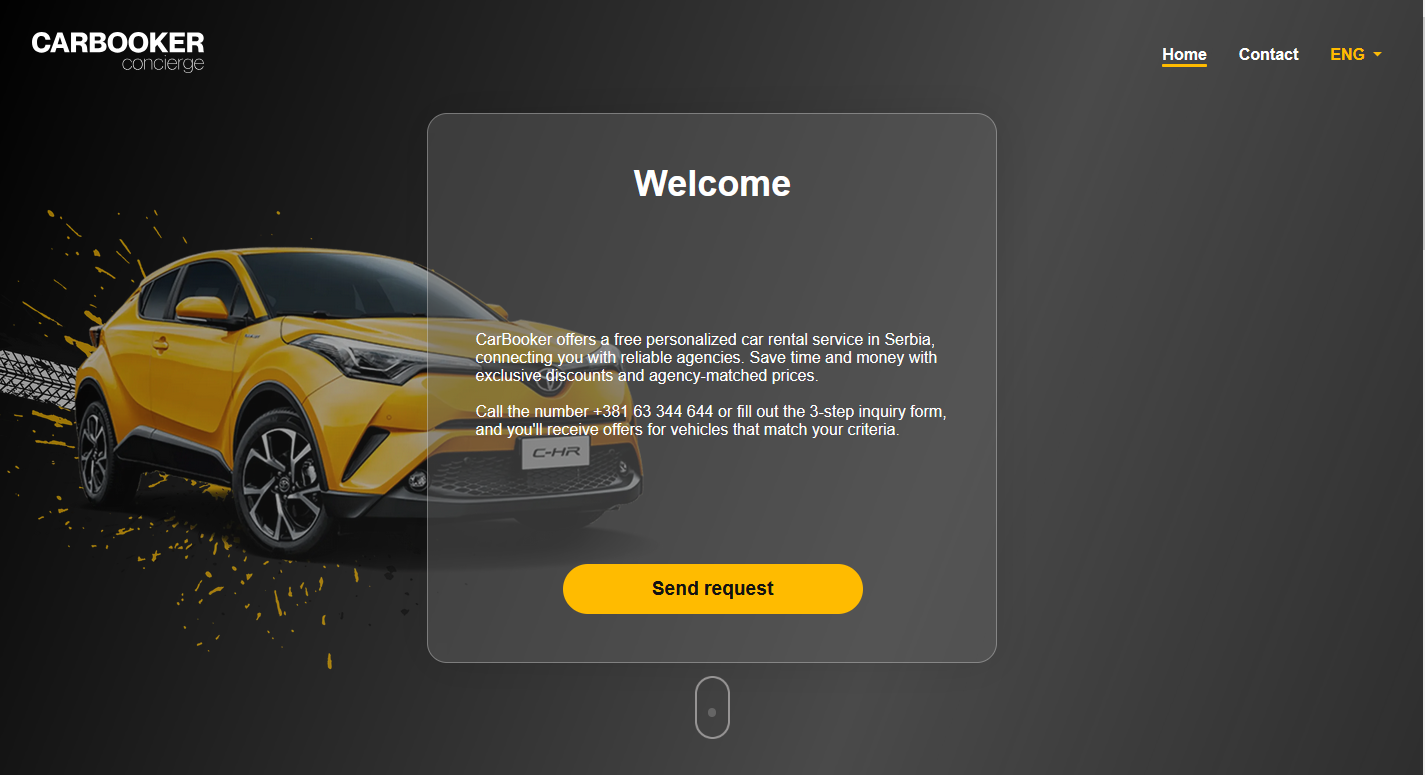 CARBOOKER
concierge
Home
Contact
ENG
Welcome
CarBooker offers a free personalized car rental service in Serbia,
connecting you with reliable agencies. Save time and money with
exclusive discounts and agency-matched prices.
Call the number +381 63 344 644 or fill out the 3-step inquiry form,
and you'll receive offers for vehicles that match your criteria.
C-HR
Send request